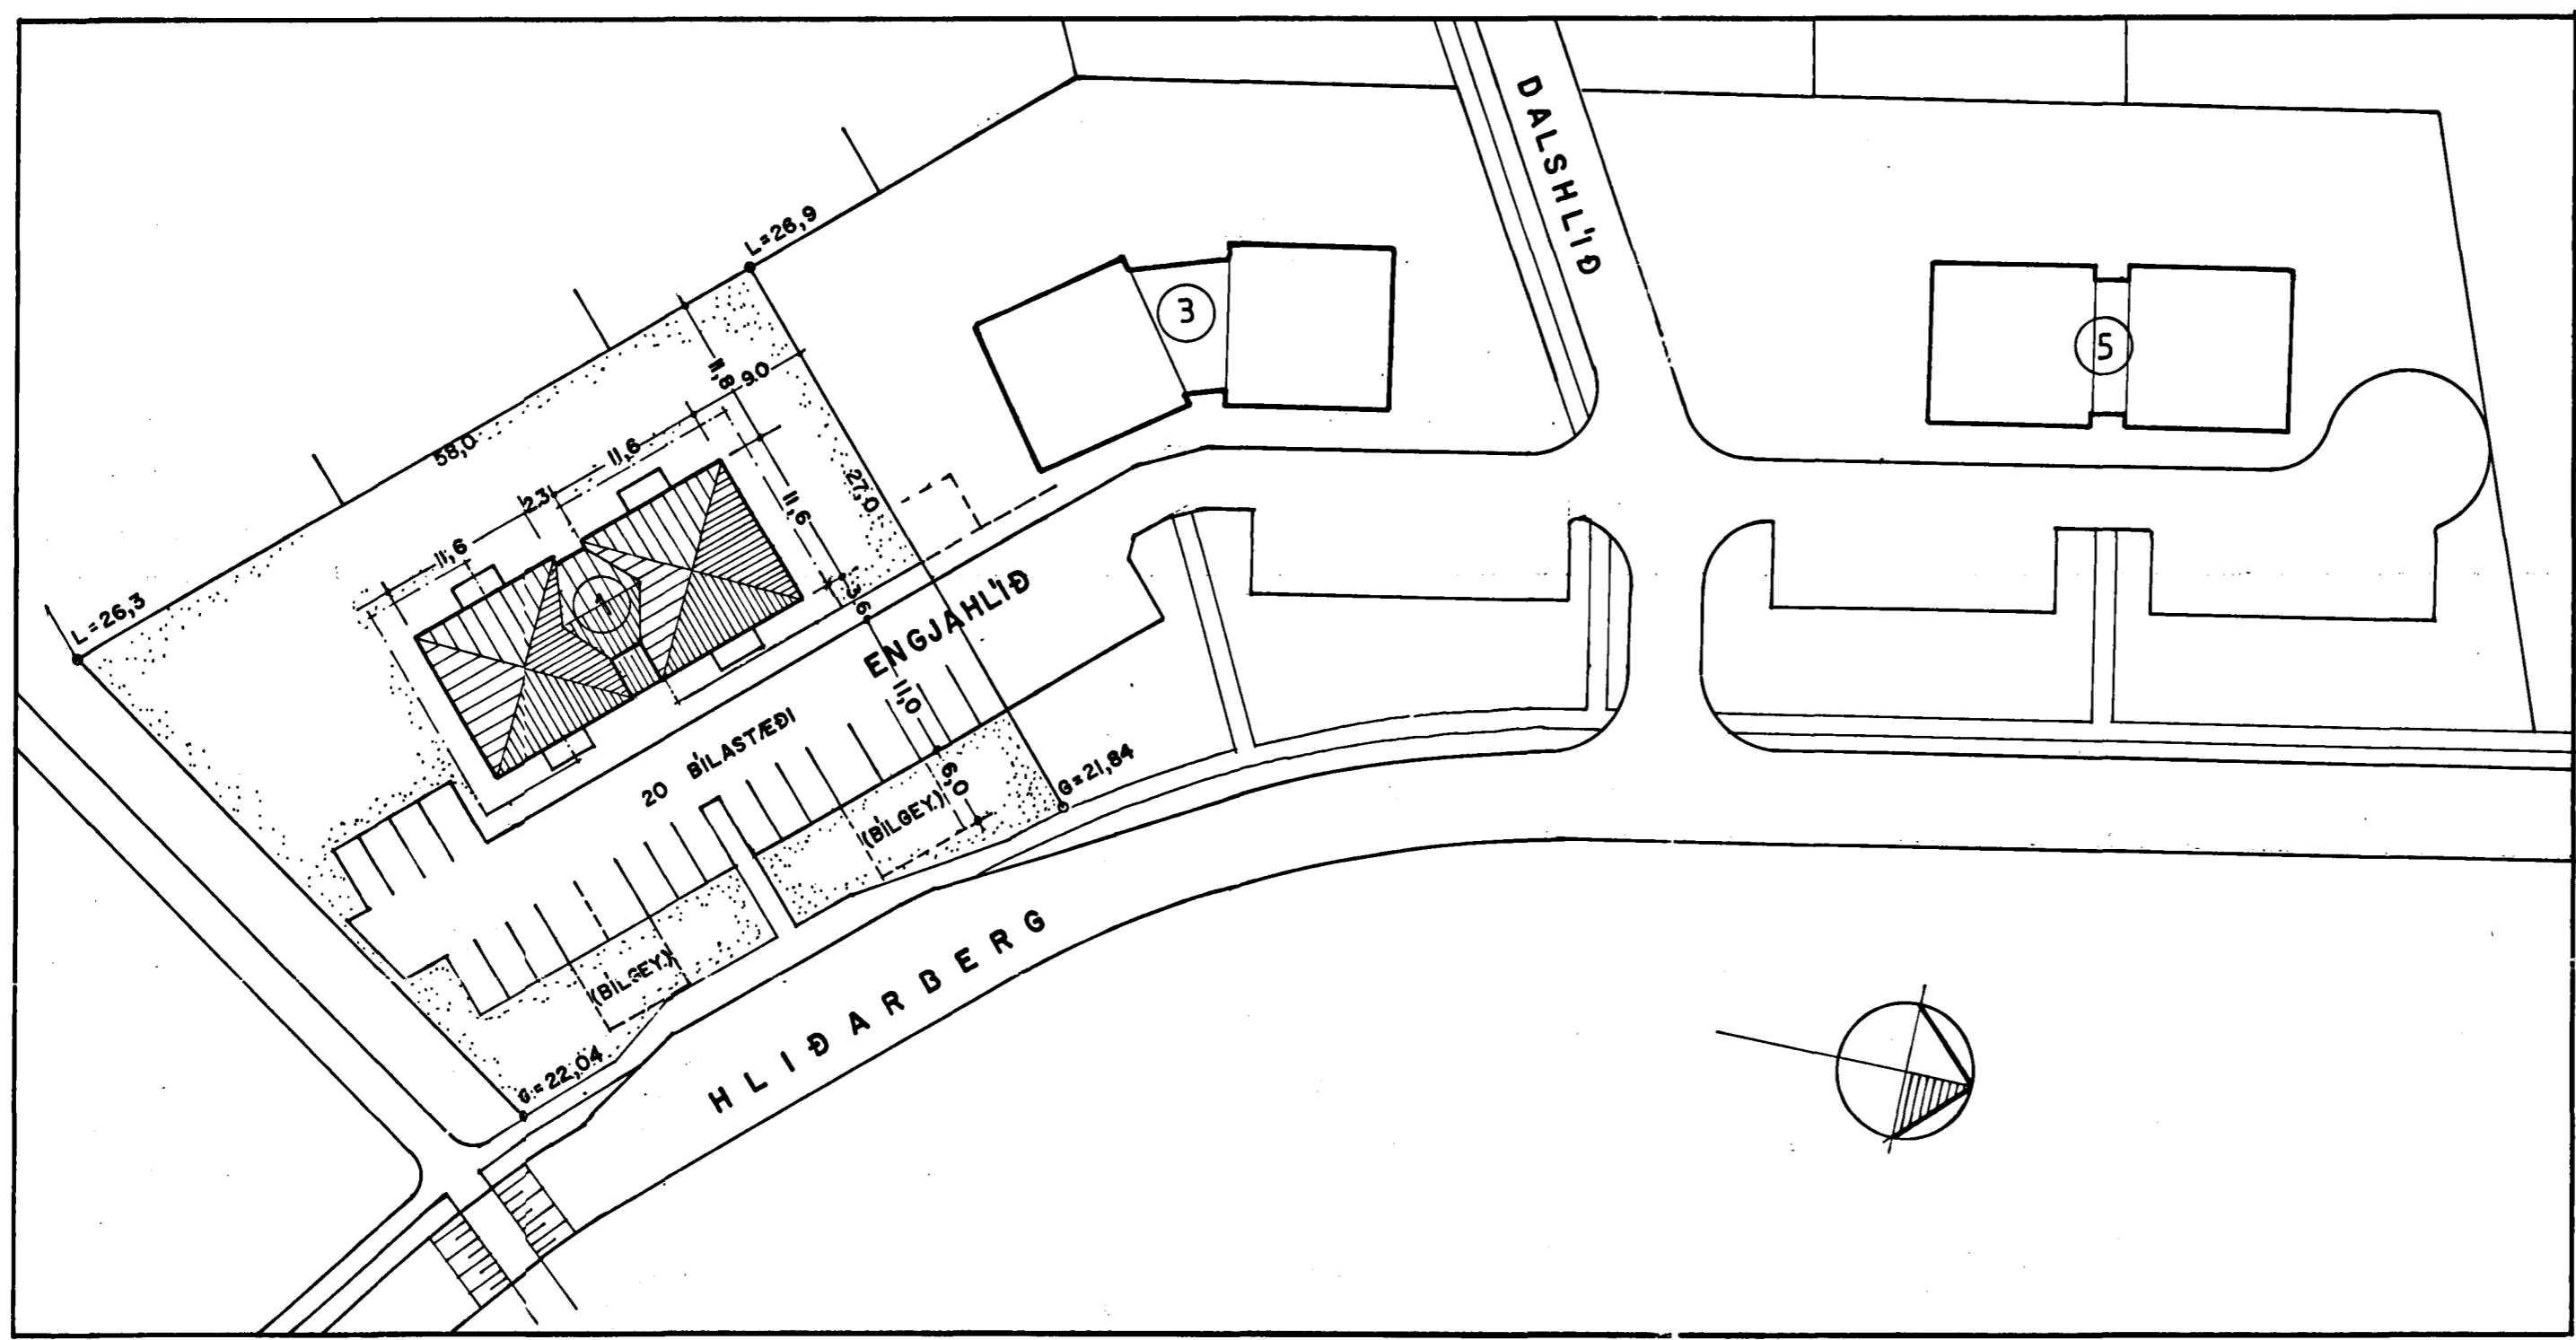 DALSHLÍÐ
L=26,9
3
5
11,8
9.0
58,0
11,6
2.3
27,0
11,6
11,6
L=26,3
1
3,6
ENGJAHLÍÐ
11,0
20 BÍLASTÆÐI
6,0
G=21,84
(BÍLGEY.)
(BÍLGEY.)
G=22,04
HLIÐARBERG